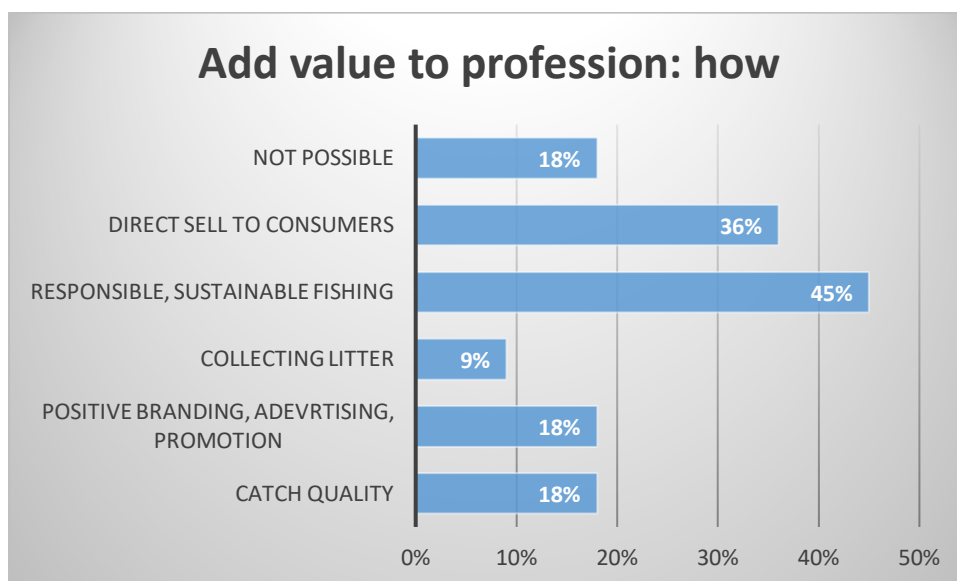 Add value to profession: how
NOT POSSIBLE
18%
DIRECT SELL TO CONSUMERS
36%
RESPONSIBLE, SUSTAINABLE FISHING
45%
COLLECTING LITTER
9%
POSITIVE BRANDING, ADEVRTISING,
PROMOTION
18%
CATCH QUALITY
18%
0% 10% 20% 30% 40% 50%